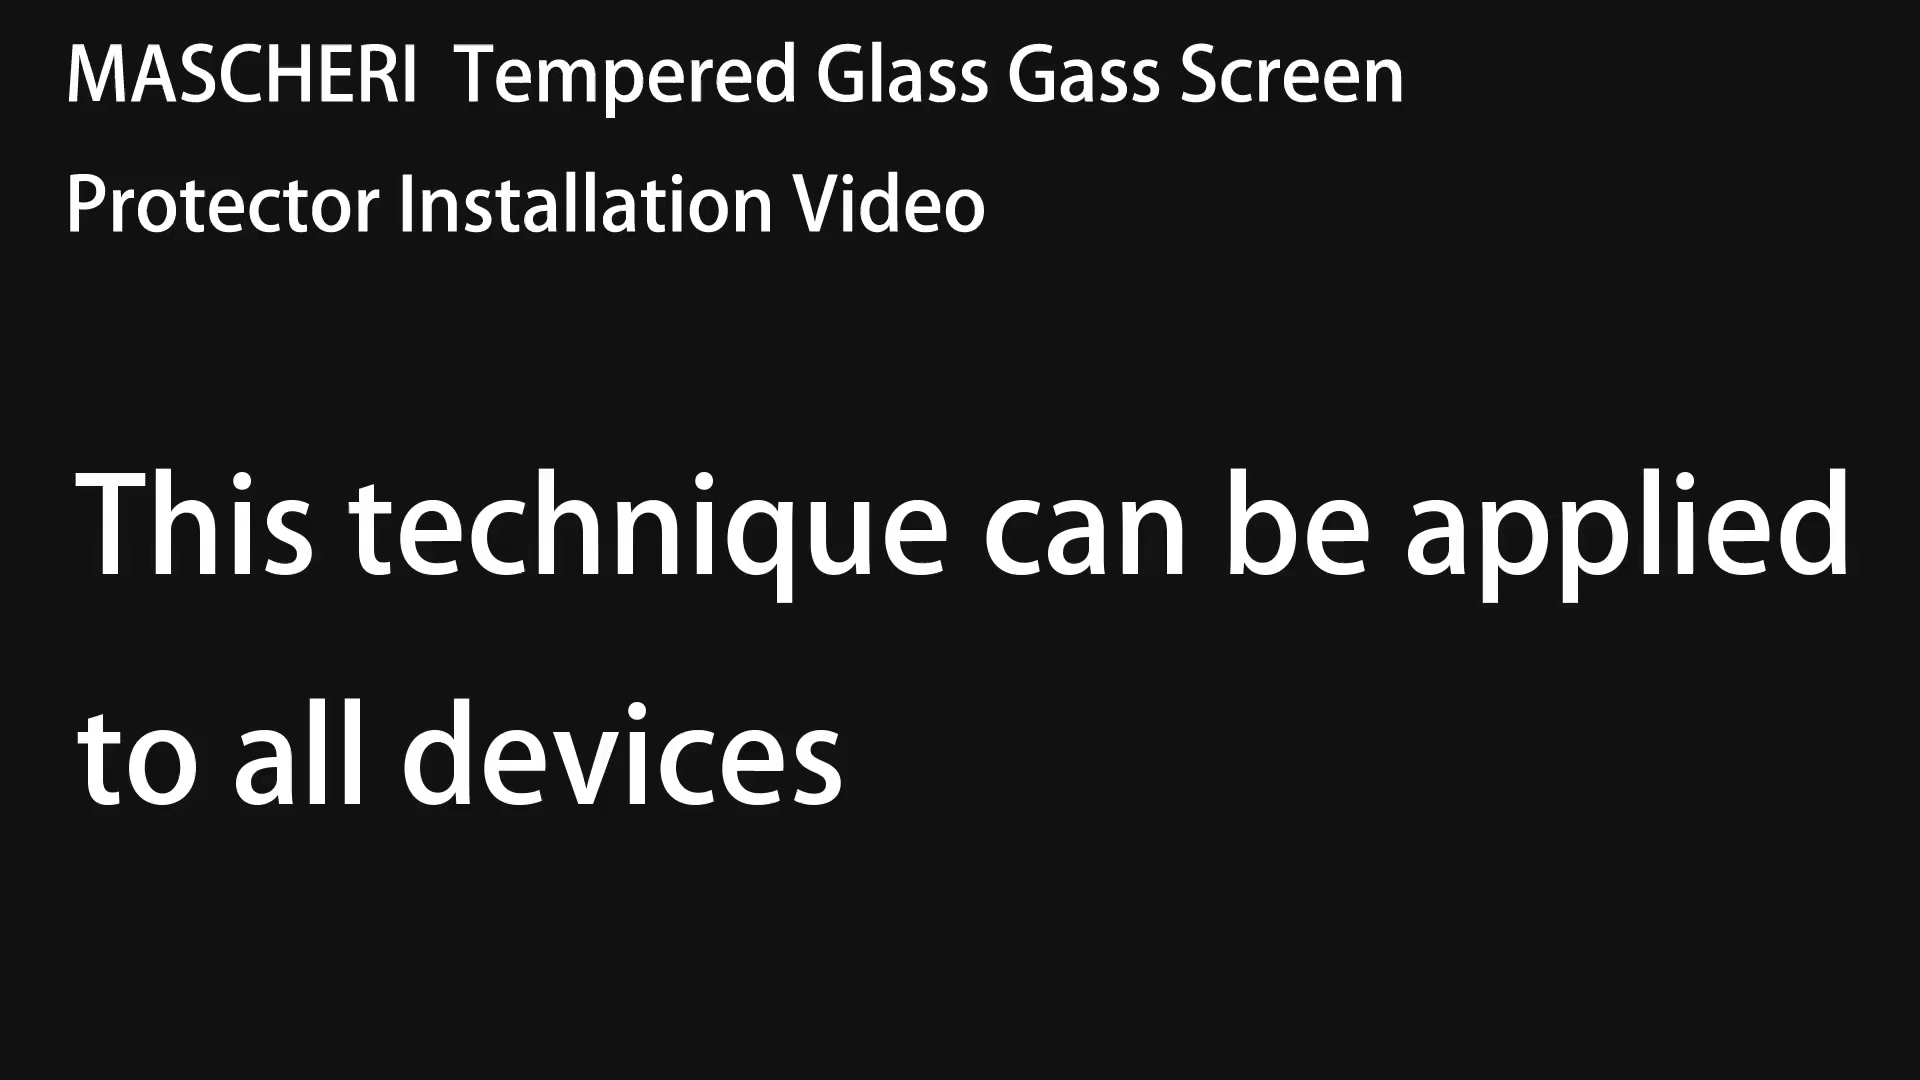 MASCHERI Tempered Glass Gass Screen
Protector Installation Video
This technique can be applied
to all devices